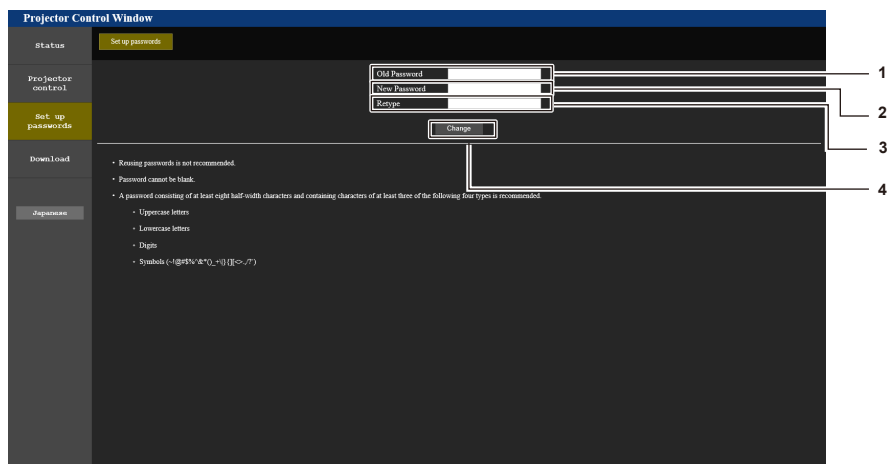 Projector Control Window
Status
Set up passwords
Projector
control
Set up
passwords
Download
Japanese
Old Password
New Password
Retype
Change
1
2
3
4
• Reusing passwords is not recommended.
• Password cannot be blank.
• A password consisting of at least eight half-width characters and containing characters of at least three of the following four types is recommended.
• Uppercase letters
• Lowercase letters
• Digits
• Symbols (~!@#$%^&*()_+\|}{][<>.,/?`)